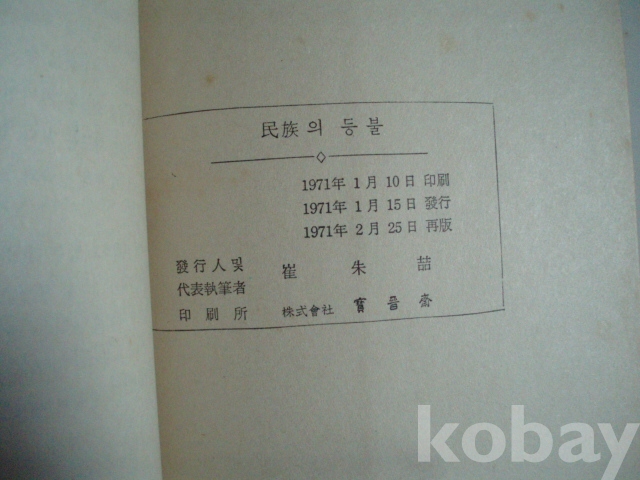 民族의 등불
1971年 1月 10日 印刷
1971年 1月 15日 發行
1971年 2月 25日 再版
發行人및 崔朱喆
代表執筆者
印刷所 株式會社 寶晋齋
kobay